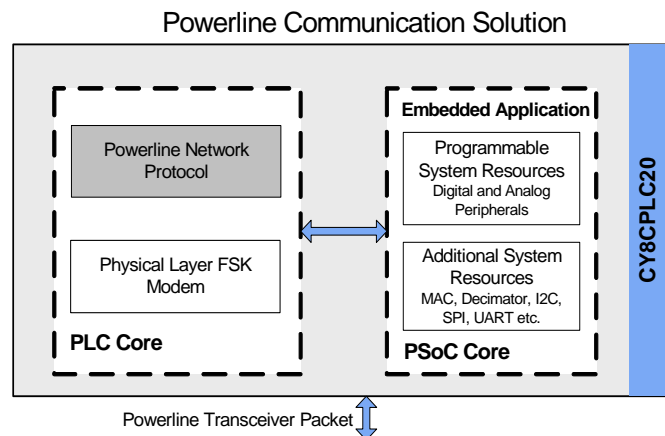 Powerline Communication Solution
Powerline Network
Protocol
Physical Layer FSK
Modem
PLC Core
Embedded Application
Programmable
System Resources
Digital and Analog
Peripherals
Additional System
Resources
MAC, Decimator, I2C,
SPI, UART etc.
PSoC Core
CY8CPLC20
Powerline Transceiver Packet